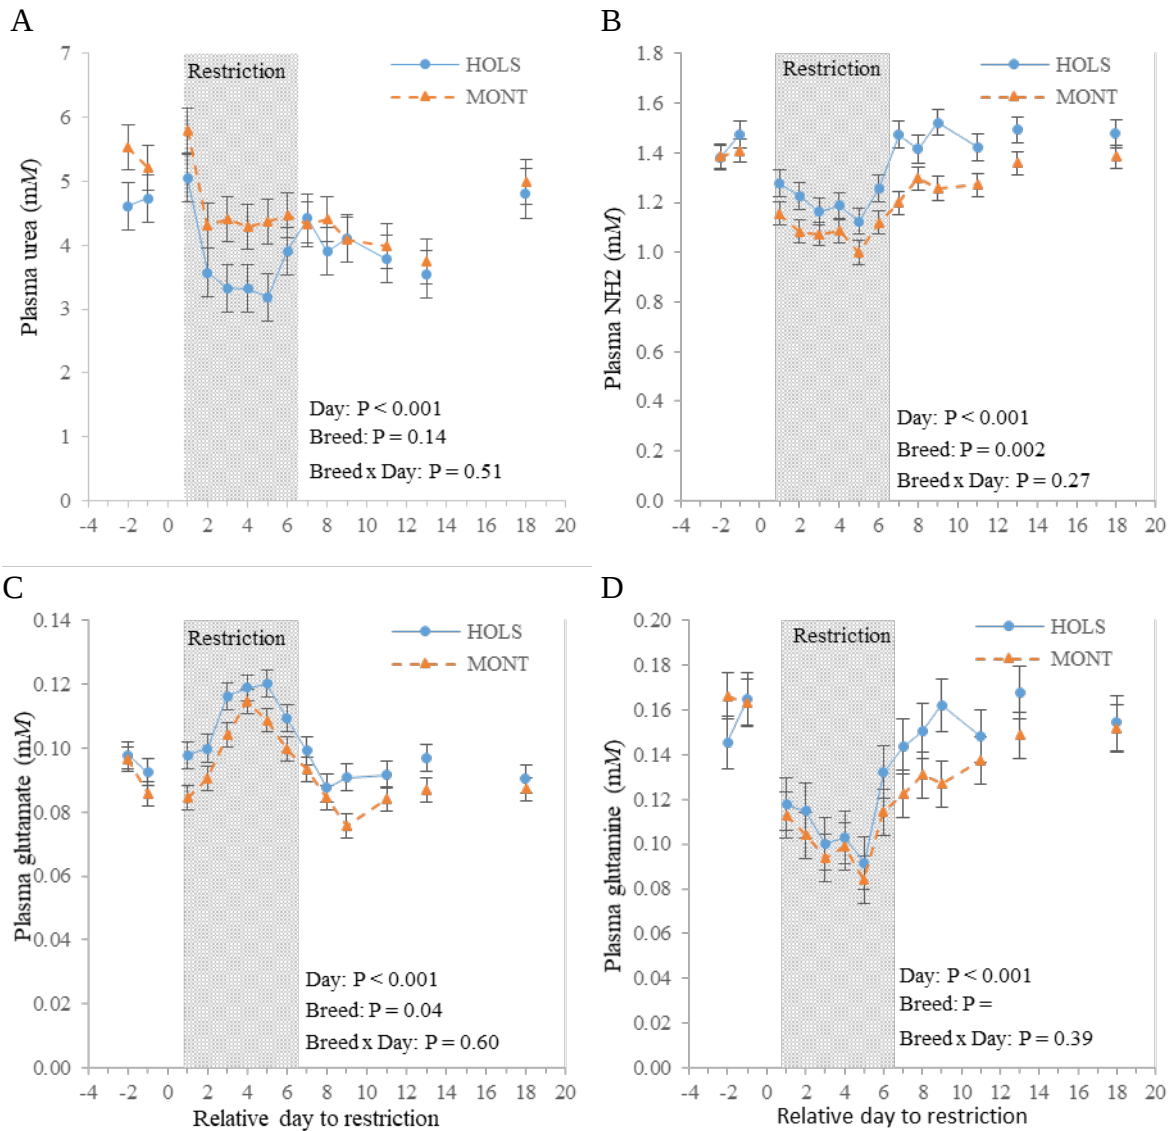 A
Plasma urea (mM)
7
6
5
4
3
2
1
0
Restriction
HOLS
MONT
Day: P < 0.001
Breed: P = 0.14
Breed x Day: P = 0.51
-4 -2 0 2 4 6 8 10 12 14 16 18 20
B
Plasma NH2 (mM)
1.8
1.6
1.4
1.2
1.0
0.8
0.6
0.4
0.2
0.0
Restriction
HOLS
MONT
Day: P < 0.001
Breed: P = 0.002
Breed x Day: P = 0.27
-4 -2 0 2 4 6 8 10 12 14 16 18 20
C
Plasma glutamate (mM)
0.14
0.12
0.10
0.08
0.06
0.04
0.02
0.00
Restriction
HOLS
MONT
Day: P < 0.001
Breed: P = 0.04
Breed x Day: P = 0.60
-4 -2 0 2 4 6 8 10 12 14 16 18 20
Relative day to restriction
D
Plasma glutamine (mM)
0.20
0.18
0.16
0.14
0.12
0.10
0.08
0.06
0.04
0.02
0.00
Restriction
HOLS
MONT
Day: P < 0.001
Breed: P =
Breed x Day: P = 0.39
-4 -2 0 2 4 6 8 10 12 14 16 18 20
Relative day to restriction